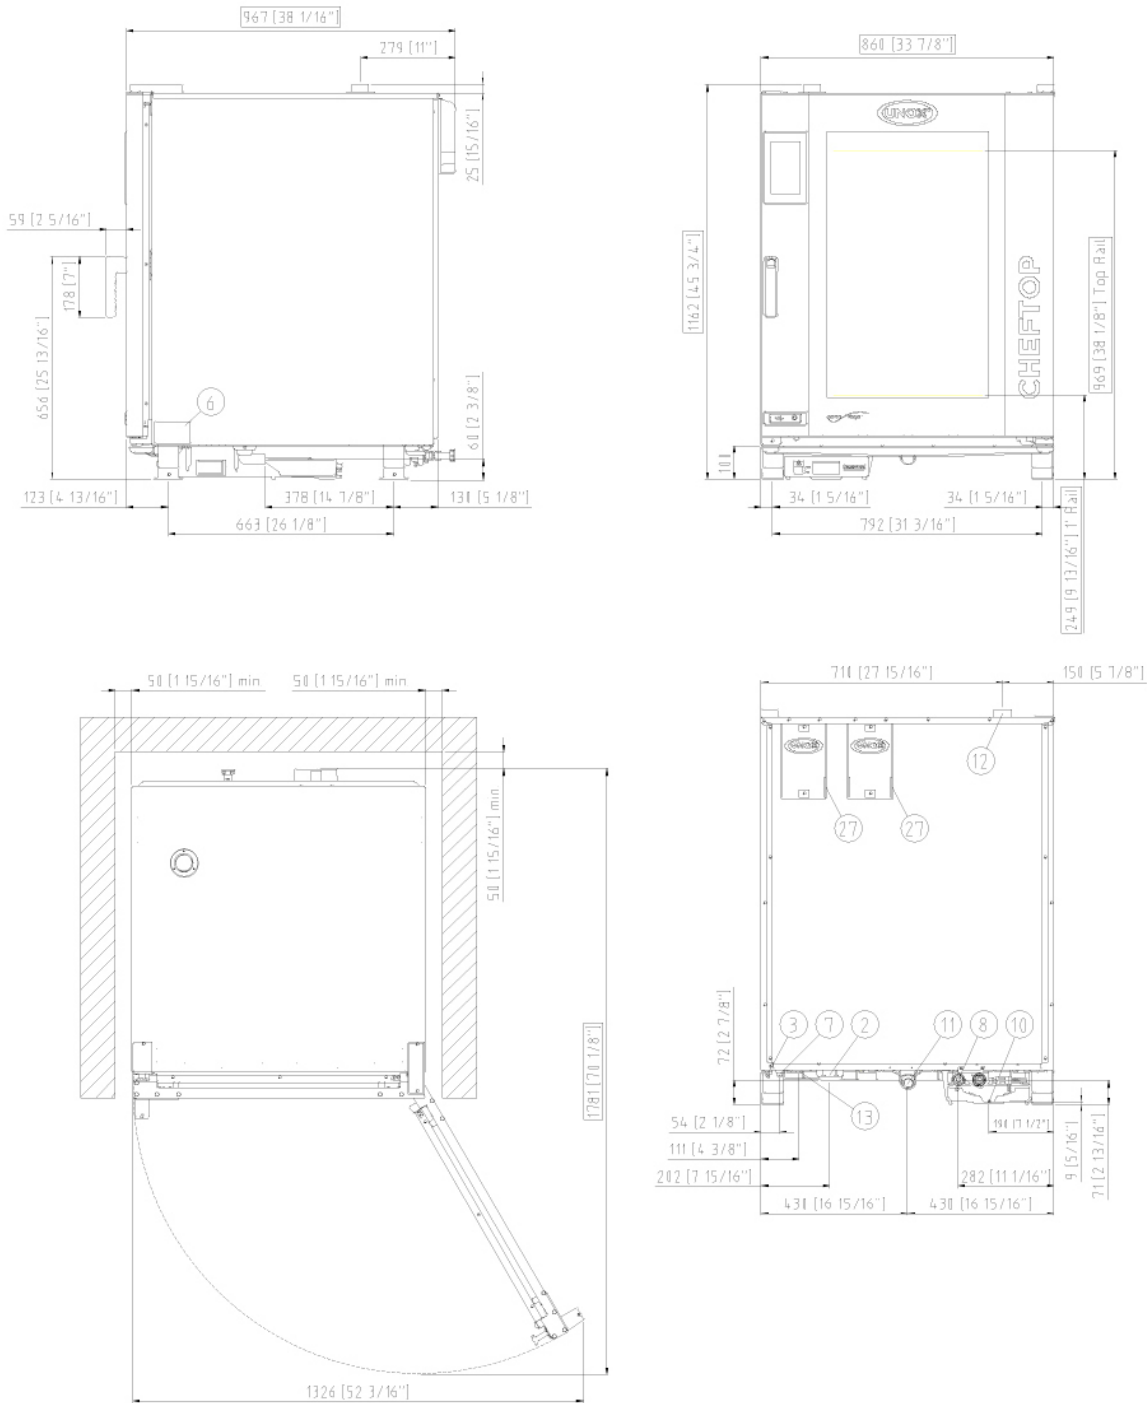 967 [38 1/16"]
279 [11"]
25 [15/16"]
59 [2 5/16"]
178 [7"]
656 [25 13/16"]
6
60 [2 3/8"]
123 [4 13/16"]
378 [14 7/8"]
130 [5 1/8"]
663 [26 1/8"]
860 [33 7/8"]
UNOX
1162 [45 3/4"]
CHEFTOP
969 [38 1/8"] Top Rail
100
34 [1 5/16"]
34 [1 5/16"]
792 [31 3/16"]
249 [9 13/16"] 1° Rail
50 [1 15/16"] min
50 [1 15/16"] min
50 [1 15/16"] min
1781 [70 1/8"]
1326 [52 3/16"]
710 [27 15/16"]
150 [5 7/8"]
UNOX
UNOX
12
27
27
72 [2 7/8"]
3
7
2
11
8
10
13
54 [2 1/8"]
190 [7 1/2"]
111 [4 3/8"]
202 [7 15/16"]
282 [11 1/16"]
9 [5/16"]
71 [2 13/16"]
430 [16 15/16"]
430 [16 15/16"]